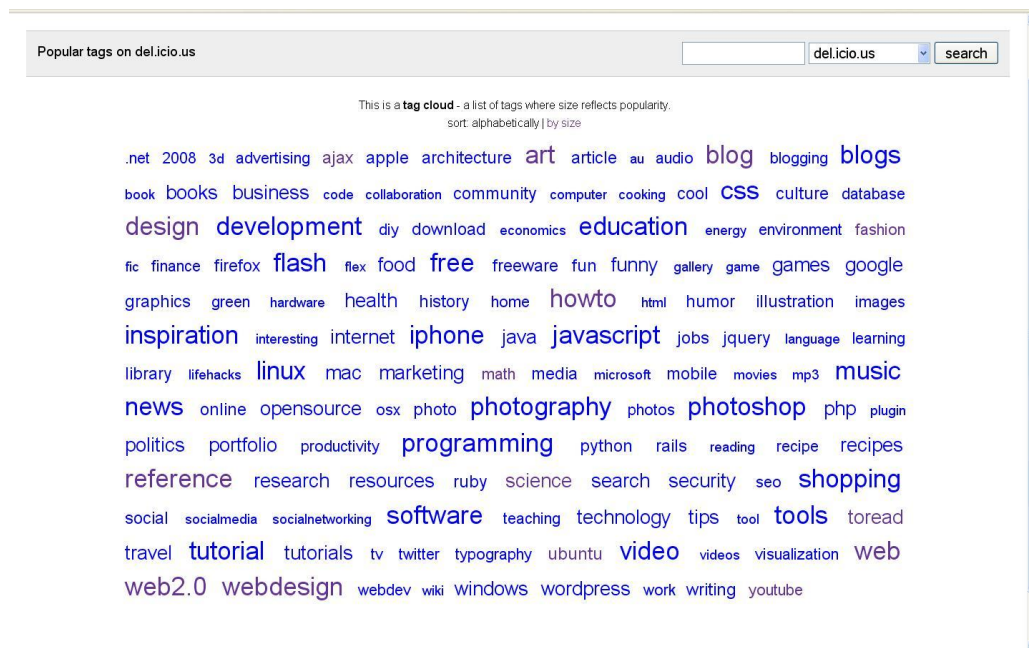 Popular tags on del.icio.us del.icio.us search
This is a tag cloud - a list of tags where size reflects popularity.
sort: alphabetically | by size
.net 2008 3d advertising ajax apple architecture art article au audio blog blogging blogs
book books business code collaboration community computer cooking cool css culture database
design development diy download economics education energy environment fashion
fic finance firefox flash flex food free freeware fun funny gallery game games google
graphics green hardware health history home howto html humor illustration images
inspiration interesting internet iphone java javascript jobs jquery language learning
library lifehacks linux mac marketing math media microsoft mobile movies mp3 music
news online opensource osx photo photography photos photoshop php plugin
politics portfolio productivity programming python rails reading recipe recipes
reference research resources ruby science search security seo shopping
social socialmedia socialnetworking software teaching technology tips tool tools toread
travel tutorial tutorials tv twitter typography ubuntu video videos visualization web
web2.0 webdesign webdev wiki windows wordpress work writing youtube